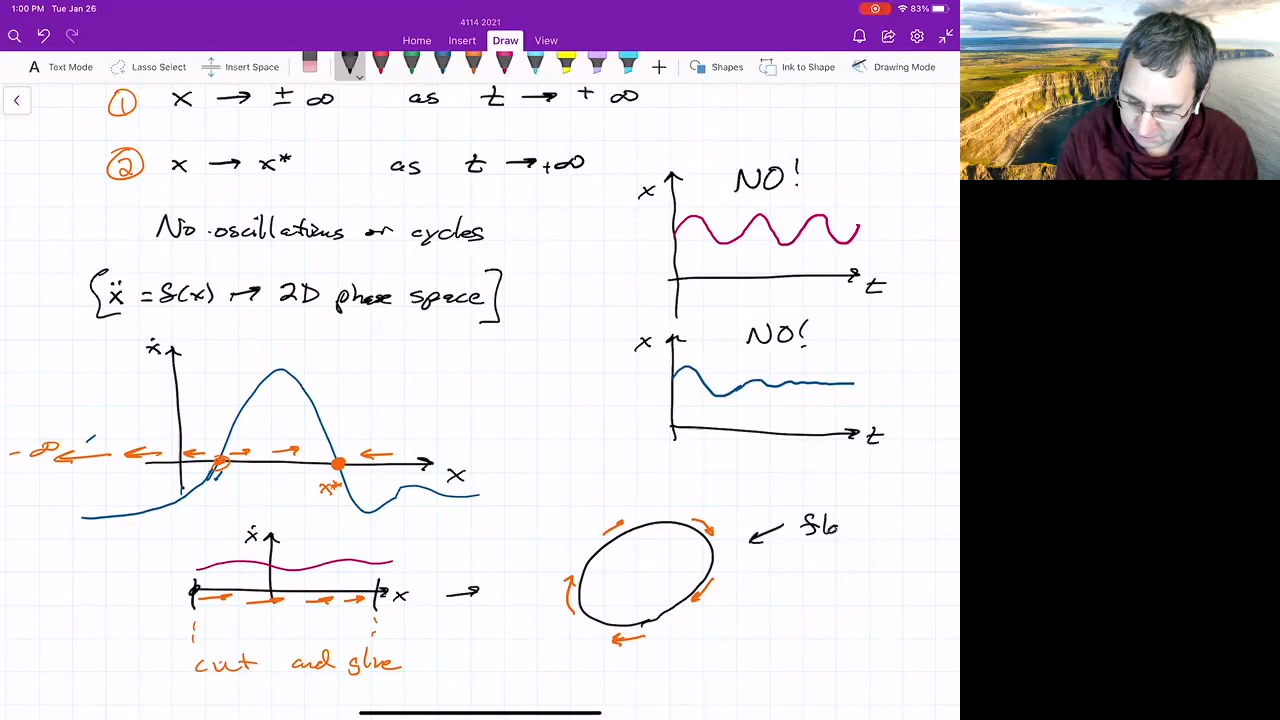 1:00 PM Tue Jan 26
83%
4114 2021
Home Insert Draw View
Text Mode Lasso Select Insert Space Shapes Ink to Shape Drawing Mode
① x → ± ∞ as t → + ∞
② x → x* as t → +∞
No oscillations or cycles
[ẍ = f(x) → 2D phase space]
x NO!
t
x NO!
t
ẋ
-∞
x* x
ẋ
x →
cut and glue
← flo